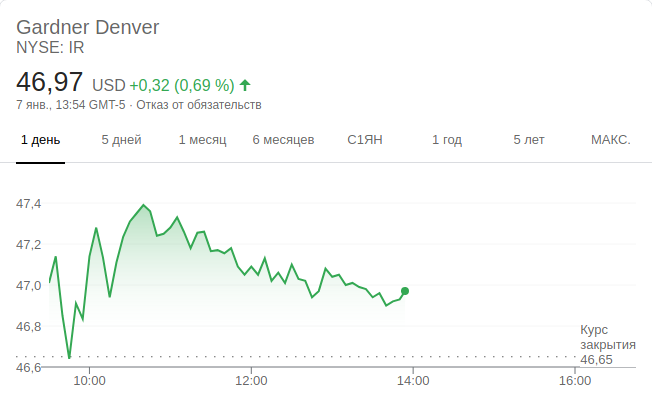 Gardner Denver
NYSE: IR
46,97 USD +0,32 (0,69 %)
7 янв., 13:54 GMT-5 · Отказ от обязательств
1 день 5 дней 1 месяц 6 месяцев С1ЯН 1 год 5 лет МАКС.
47,4
47,2
47,0
46,8
Курс
закрытия
46,65
46,6
10:00 12:00 14:00 16:00